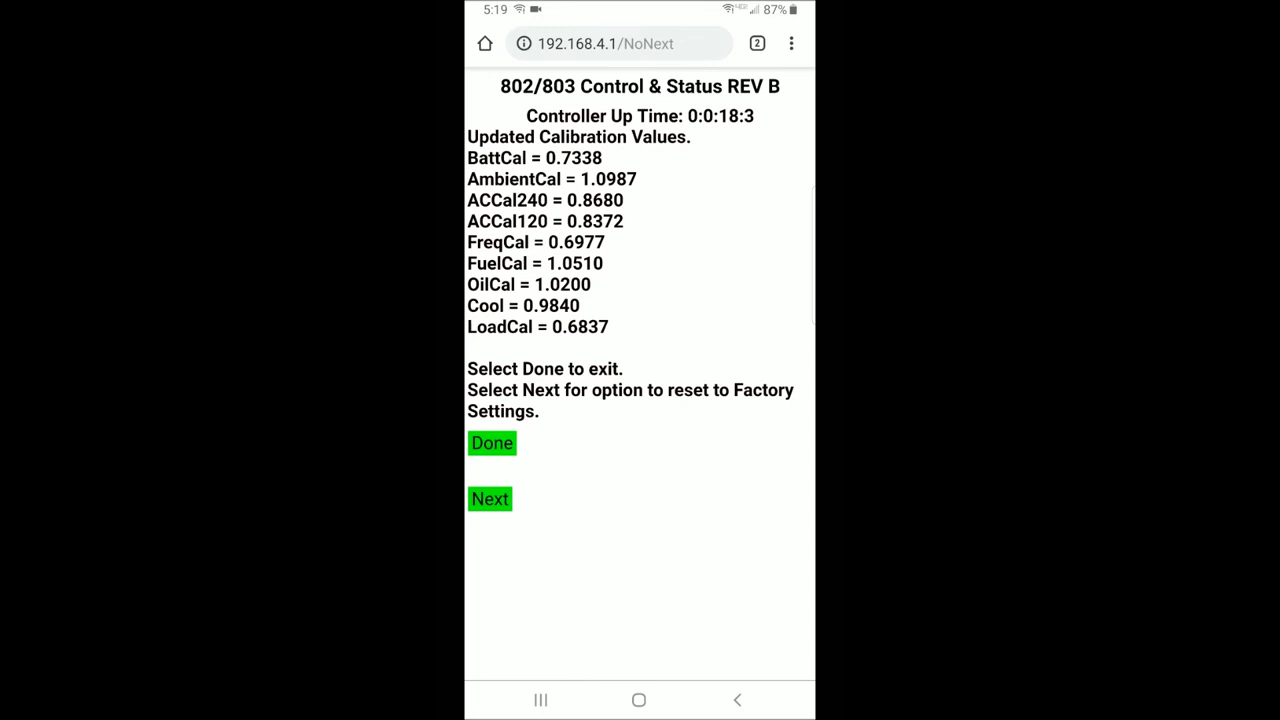 5:19 87%
192.168.4.1/NoNext 2
802/803 Control & Status REV B
Controller Up Time: 0:0:18:3
Updated Calibration Values.
BattCal = 0.7338
AmbientCal = 1.0987
ACCal240 = 0.8680
ACCal120 = 0.8372
FreqCal = 0.6977
FuelCal = 1.0510
OilCal = 1.0200
Cool = 0.9840
LoadCal = 0.6837
Select Done to exit.
Select Next for option to reset to Factory
Settings.
Done
Next